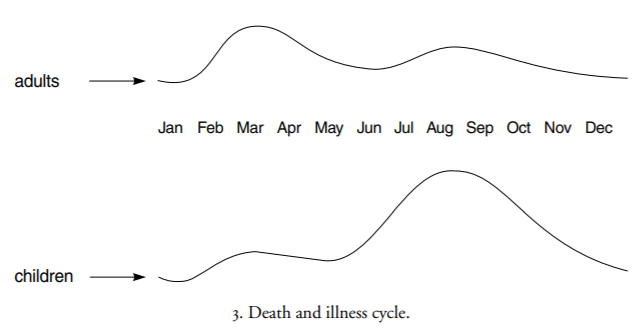 adults
Jan Feb Mar Apr May Jun Jul Aug Sep Oct Nov Dec
children
3. Death and illness cycle.